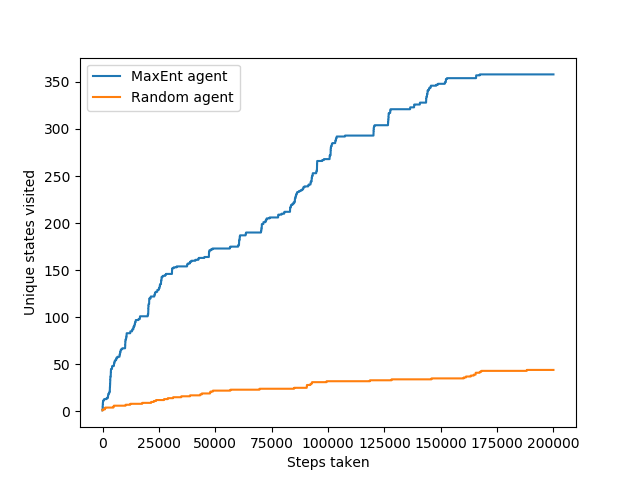 MaxEnt agent
Random agent
350
300
250
200
150
100
50
0
Unique states visited
0 25000 50000 75000 100000 125000 150000 175000 200000
Steps taken